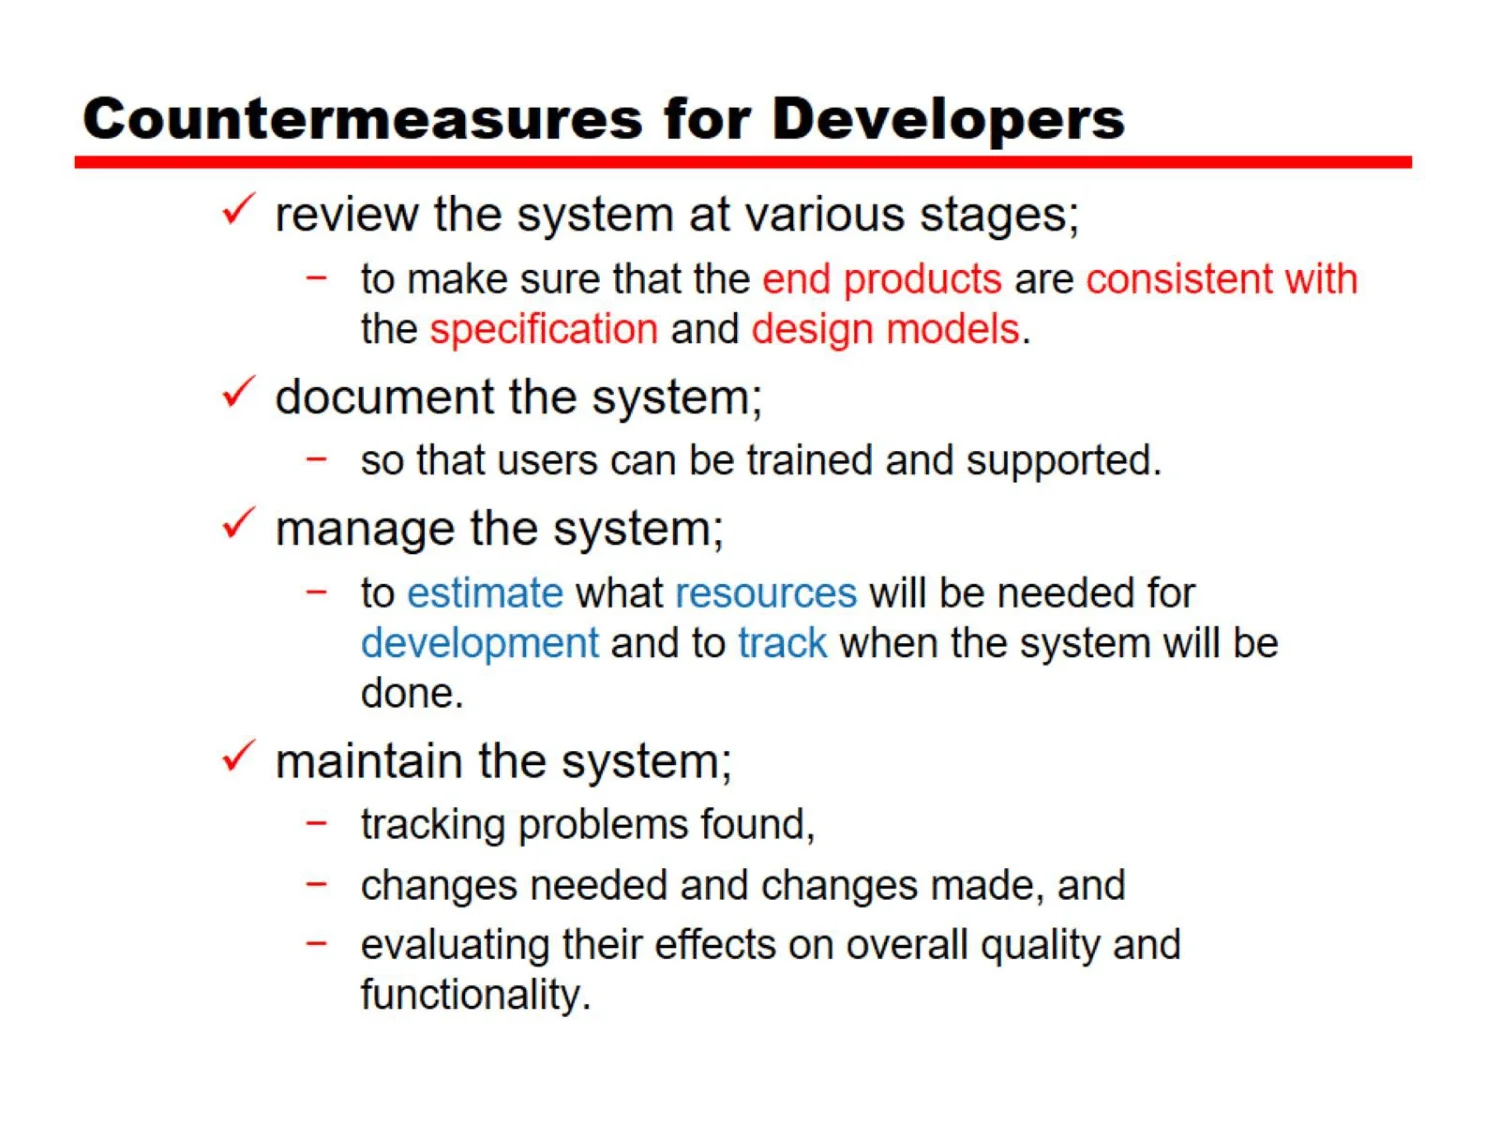 Countermeasures for Developers
✓ review the system at various stages;
– to make sure that the end products are consistent with
the specification and design models.
✓ document the system;
– so that users can be trained and supported.
✓ manage the system;
– to estimate what resources will be needed for
development and to track when the system will be
done.
✓ maintain the system;
– tracking problems found,
– changes needed and changes made, and
– evaluating their effects on overall quality and
functionality.